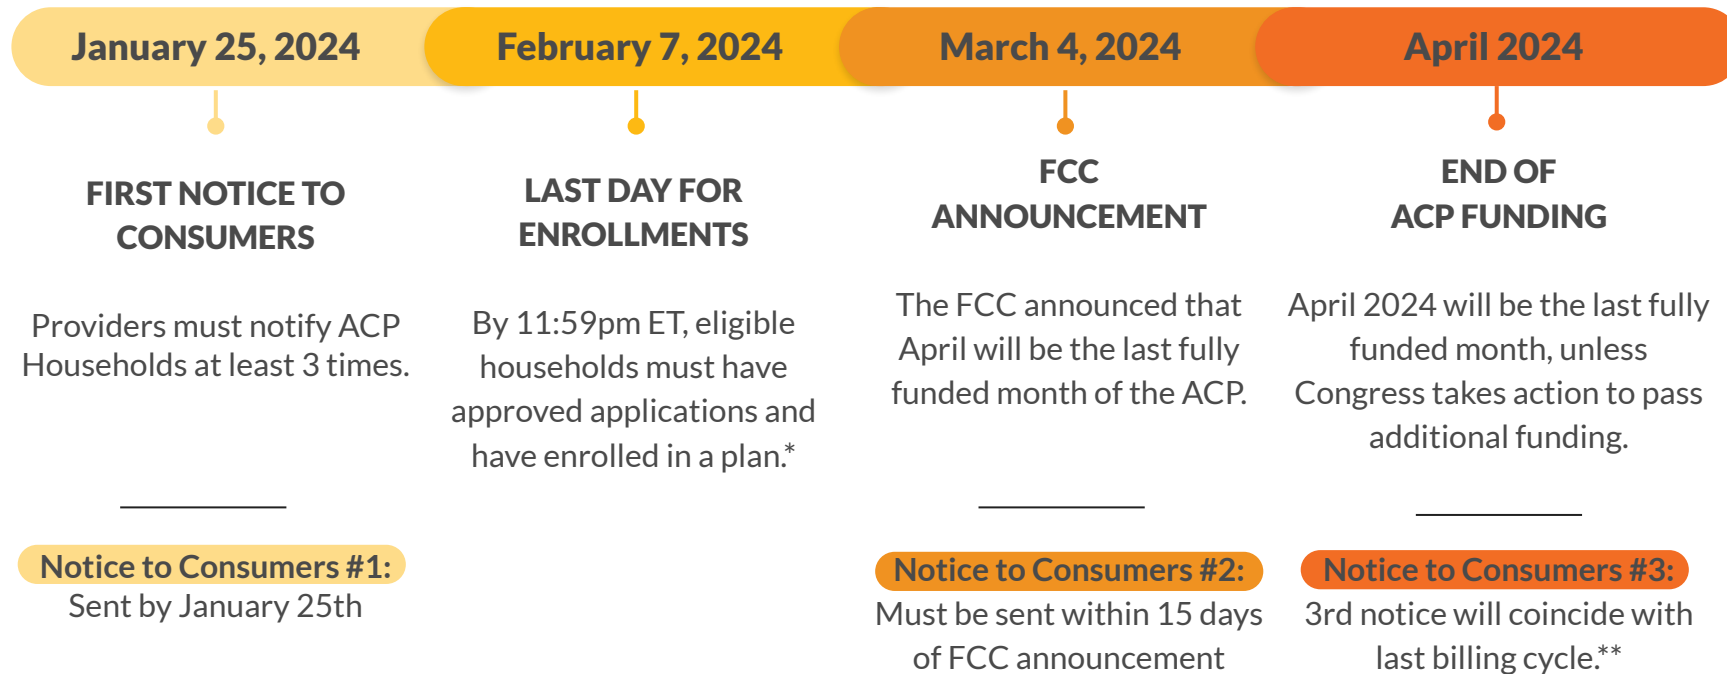 January 25, 2024
FIRST NOTICE TO
CONSUMERS
Providers must notify ACP
Households at least 3 times.
Notice to Consumers #1:
Sent by January 25th
February 7, 2024
LAST DAY FOR
ENROLLMENTS
By 11:59pm ET, eligible
households must have
approved applications and
have enrolled in a plan.*
March 4, 2024
FCC
ANNOUNCEMENT
The FCC announced that
April will be the last fully
funded month of the ACP.
Notice to Consumers #2:
Must be sent within 15 days
of FCC announcement
April 2024
END OF
ACP FUNDING
April 2024 will be the last fully
funded month, unless
Congress takes action to pass
additional funding.
Notice to Consumers #3:
3rd notice will coincide with
last billing cycle.**